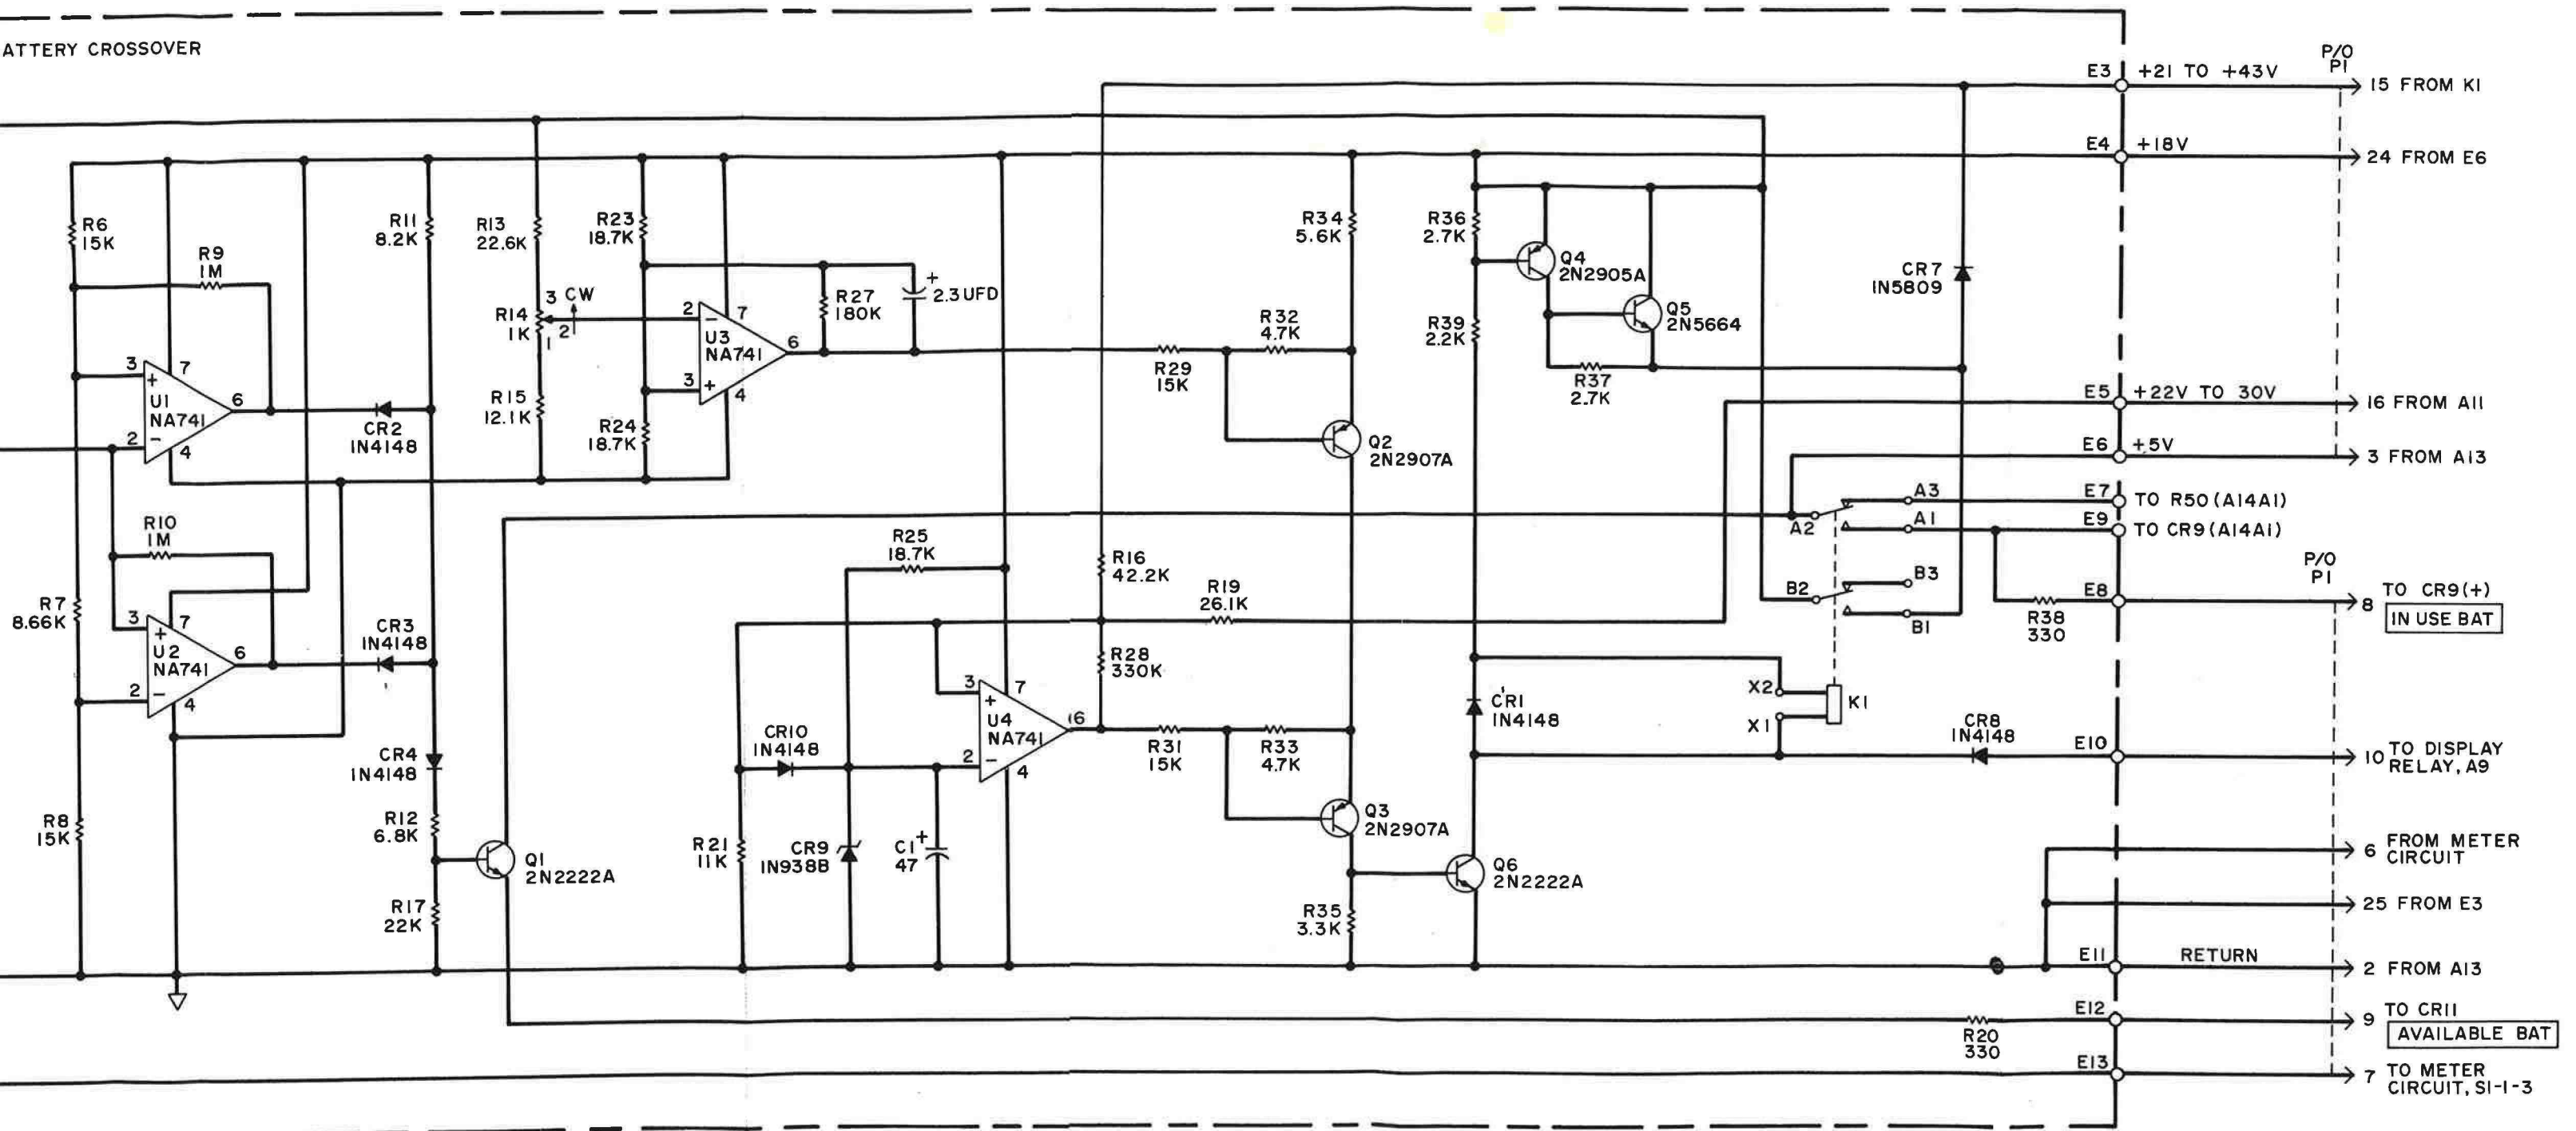 ATTERY CROSSOVER
P/O
P1
E3 +21 TO +43V
15 FROM K1
E4 +18V
24 FROM E6
R6
15K
R9
1M
R11
8.2K
R13
22.6K
R23
18.7K
3 CW
R14
1K
2
1
R15
12.1K
R24
18.7K
2
-
7
U3
NA741
6
3
+
4
R27
180K
+
2.3UFD
R34
5.6K
R32
4.7K
R29
15K
Q2
2N2907A
R36
2.7K
Q4
2N2905A
R39
2.2K
Q5
2N5664
R37
2.7K
CR7
1N5809
E5 +22V TO 30V
16 FROM A11
E6 +5V
3 FROM A13
3
+
7
U1
NA741
6
2
-
4
CR2
1N4148
R10
1M
R7
8.66K
3
+
7
U2
NA741
6
2
-
4
CR3
1N4148
CR4
1N4148
R8
15K
R12
6.8K
R17
22K
Q1
2N2222A
R25
18.7K
R16
42.2K
R19
26.1K
R28
330K
3
+
7
U4
NA741
6
2
-
4
CR10
1N4148
R21
11K
CR9
1N938B
C1
47
+
R31
15K
R33
4.7K
Q3
2N2907A
R35
3.3K
Q6
2N2222A
CR1
1N4148
A3
A2
A1
B2
B3
B1
X2
X1
K1
E7 TO R50 (A14A1)
E9 TO CR9 (A14A1)
P/O
P1
R38
330
E8
8 TO CR9(+)
IN USE BAT
CR8
1N4148
E10
10 TO DISPLAY
RELAY, A9
6 FROM METER
CIRCUIT
25 FROM E3
E11 RETURN
2 FROM A13
R20
330
E12
9 TO CR11
AVAILABLE BAT
E13
7 TO METER
CIRCUIT, S1-1-3